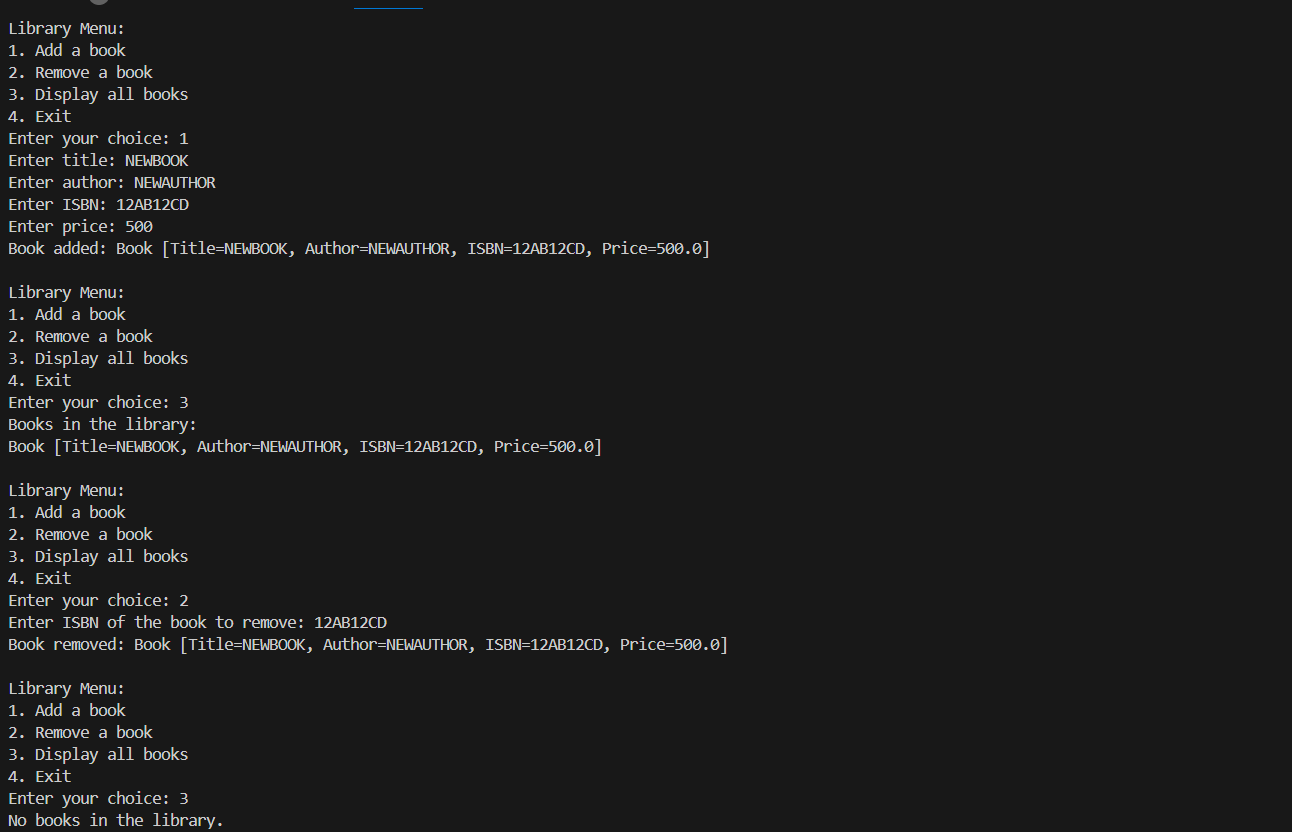 Library Menu:
1. Add a book
2. Remove a book
3. Display all books
4. Exit
Enter your choice: 1
Enter title: NEWBOOK
Enter author: NEWAUTHOR
Enter ISBN: 12AB12CD
Enter price: 500
Book added: Book [Title=NEWBOOK, Author=NEWAUTHOR, ISBN=12AB12CD, Price=500.0]
Library Menu:
1. Add a book
2. Remove a book
3. Display all books
4. Exit
Enter your choice: 3
Books in the library:
Book [Title=NEWBOOK, Author=NEWAUTHOR, ISBN=12AB12CD, Price=500.0]
Library Menu:
1. Add a book
2. Remove a book
3. Display all books
4. Exit
Enter your choice: 2
Enter ISBN of the book to remove: 12AB12CD
Book removed: Book [Title=NEWBOOK, Author=NEWAUTHOR, ISBN=12AB12CD, Price=500.0]
Library Menu:
1. Add a book
2. Remove a book
3. Display all books
4. Exit
Enter your choice: 3
No books in the library.